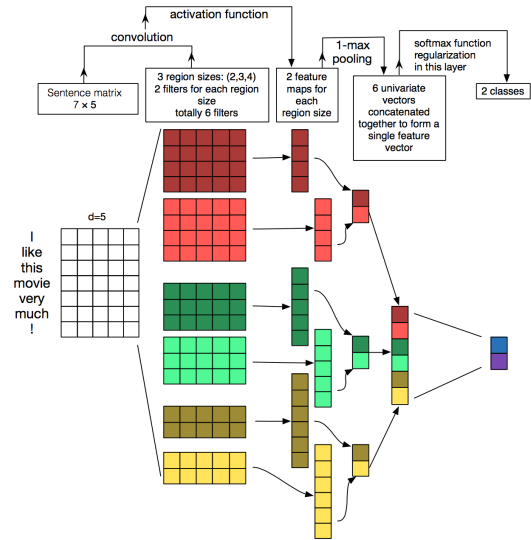 activation function
convolution
1-max
pooling
softmax function
regularization
in this layer
Sentence matrix
7 × 5
3 region sizes: (2,3,4)
2 filters for each region
size
totally 6 filters
2 feature
maps for
each
region size
6 univariate
vectors
concatenated
together to form a
single feature
vector
2 classes
d=5
I
like
this
movie
very
much
!